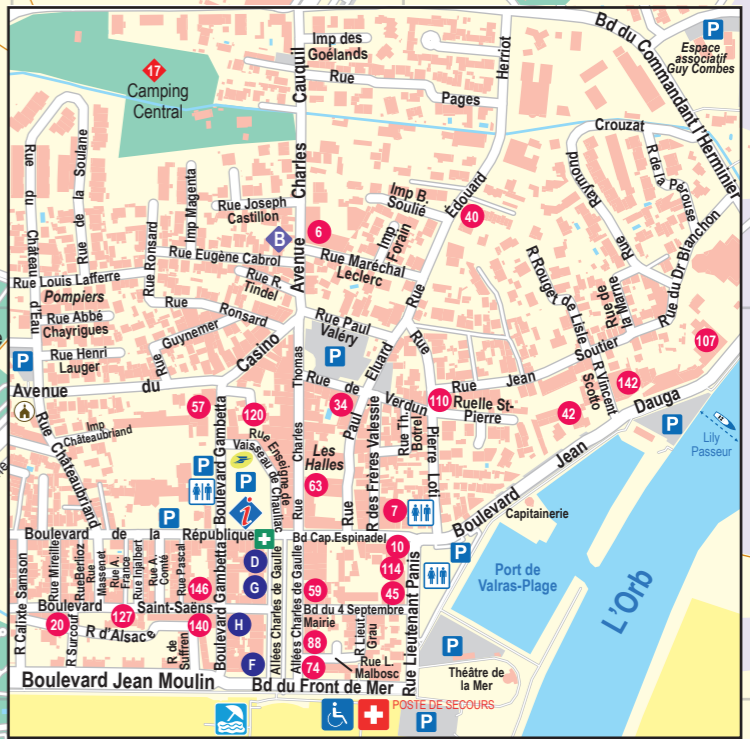 Imp des
Goélands
Rue
Pages
Herriot
Bd du Commandant l'Herminier
P
Espace
associatif
Guy Combes
17
Camping
Central
Cauquil
Charles
Avenue
Crouzat
R de la Pérouse
Raymond
Rue
Rue du Dr Blanchon
Rue de la Soulane
Rue du Château d'Eau
Imp Magenta
Rue Joseph
Castillon
Imp B.
Soulié
Édouard
40
6
B
Imp
Forain
Rue Ronsard
Rue Eugène Cabrol
Rue Maréchal
Leclerc
Rue
R Rouget de Lisle
Rue de
la Marne
Rue Louis Lafferre
Pompiers
Rue R.
Tindel
Rue Abbé
Chayrigues
Rue
Ronsard
Rue Paul
Valéry
P
Rue Guynemer
Casino
Rue Henri
Lauger
P
107
Rue
Rue Jean
Soutier
Avenue du
Thomas
Charles
Rue
Rue de Verdun
Paul Eluard
Rue
34
110
Ruelle St-
Pierre
R Vincent
Scotto
142
42
Dauga
P
57
120
Imp
Châteaubriand
Rue Châteaubriand
Boulevard Gambetta
Rue Enseigne de
Vaisseau de Chauliac
Les
Halles
R des Frères Valessie
Rue Th.
Botrel
Pierre Loti
Jean
Boulevard
Lily
Passeur
P
P
i
63
7
Capitainerie
P
Boulevard de la République
Bd Cap.Espinadel
10
P
D
G
114
45
Port de
Valras-Plage
L'Orb
R Calixte Samson
Rue Mireille
RueBerlioz
Rue
Massenet
Rue A.
France
Rue Injalbert
Rue A.
Comté
Rue Pascal
Boulevard Gambetta
Allées Charles de Gaulle
Allées Charles de Gaulle
146
59
Boulevard
Saint-Saëns
Bd du 4 Septembre
Mairie
20
127
140
H
R Surcouf
R d'Alsace
R de
Suffren
R Lieut.
Grau
Rue Lieutenant Panis
88
74
F
Rue L.
Malbosc
P
Théâtre de
la Mer
Boulevard Jean Moulin
Bd du Front de Mer
POSTE DE SECOURS
P